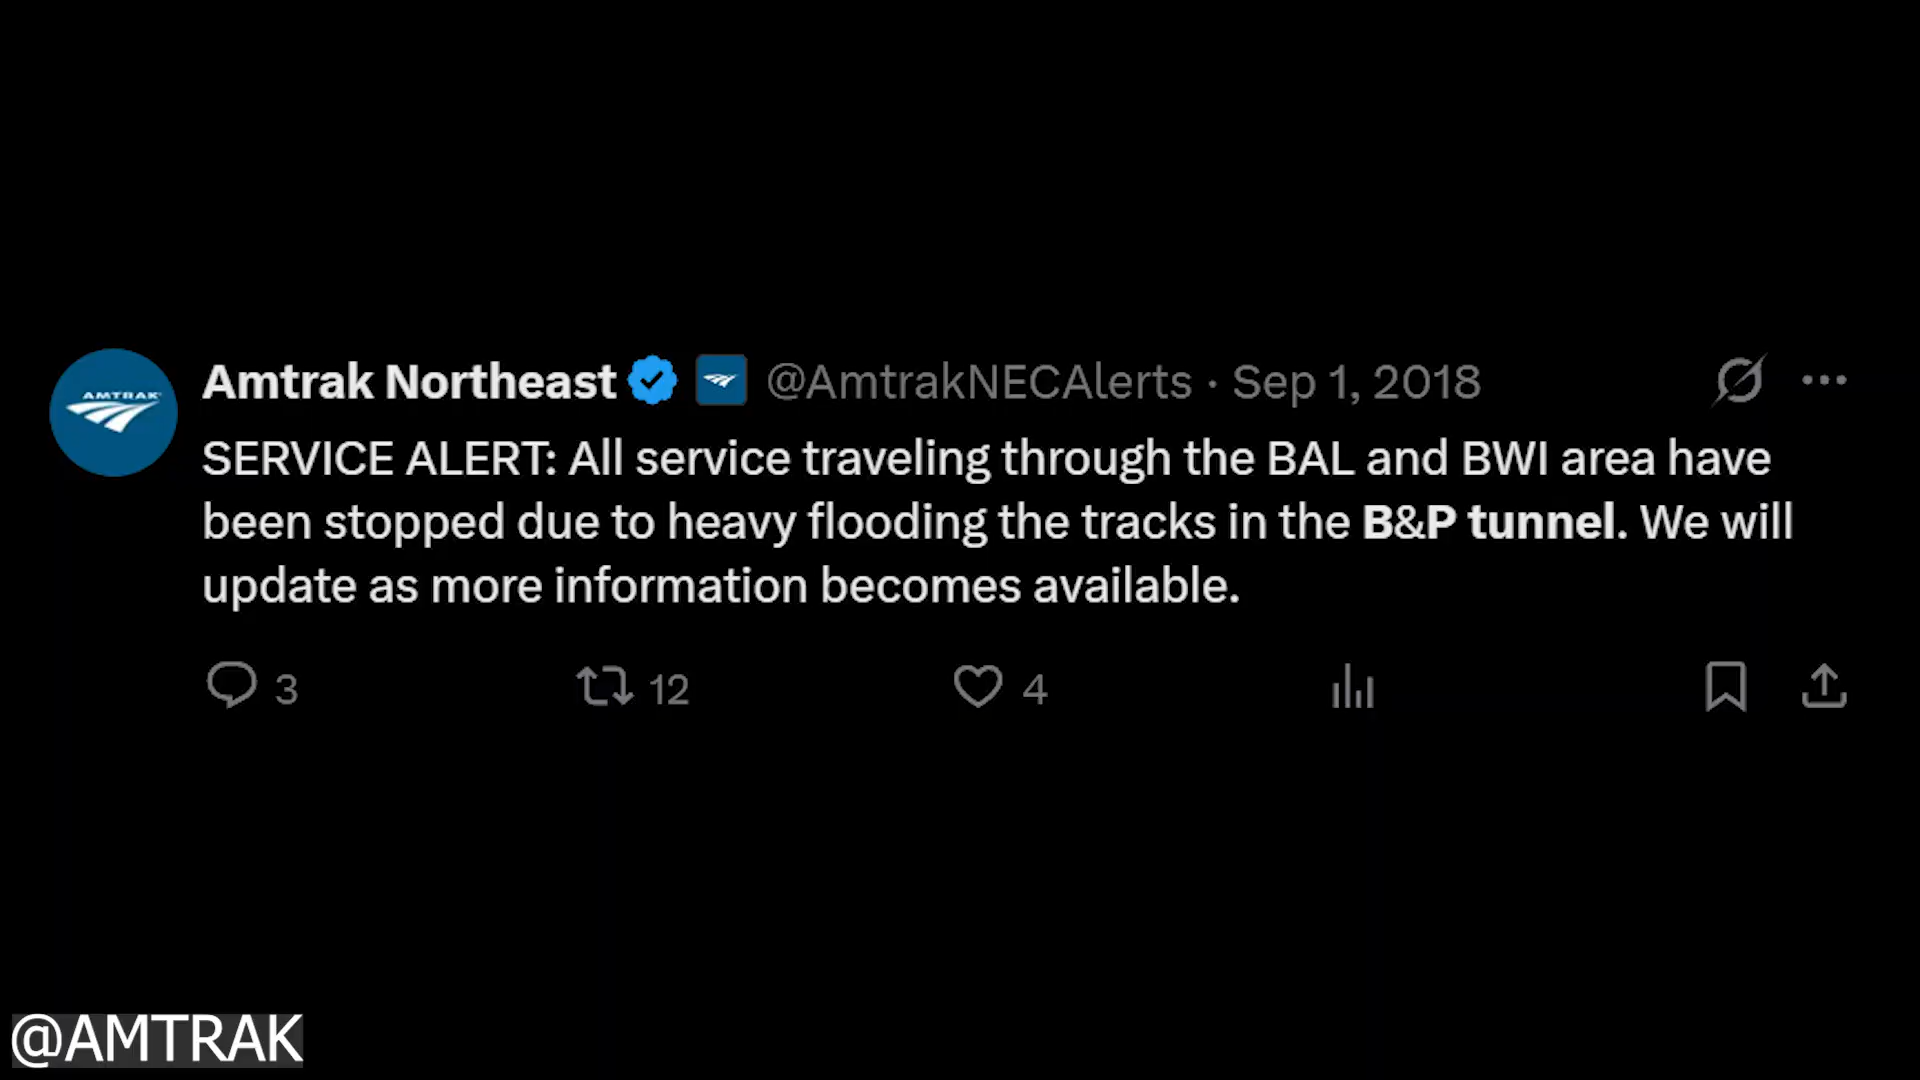 AMTRAK
Amtrak Northeast @AmtrakNECAlerts · Sep 1, 2018
SERVICE ALERT: All service traveling through the BAL and BWI area have
been stopped due to heavy flooding the tracks in the B&P tunnel. We will
update as more information becomes available.
3 12 4
@AMTRAK